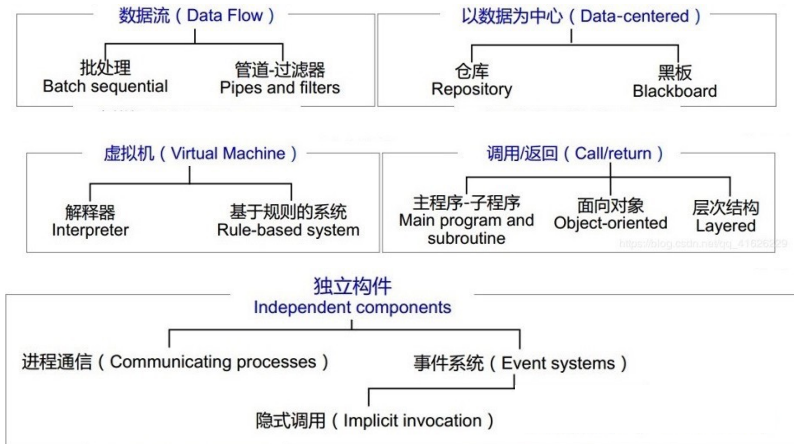 数据流（Data Flow）
批处理
Batch sequential
管道-过滤器
Pipes and filters
以数据为中心（Data-centered）
仓库
Repository
黑板
Blackboard
虚拟机（Virtual Machine）
解释器
Interpreter
基于规则的系统
Rule-based system
调用/返回（Call/return）
主程序-子程序
Main program and
subroutine
面向对象
Object-oriented
层次结构
Layered
独立构件
Independent components
进程通信（Communicating processes）
事件系统（Event systems）
隐式调用（Implicit invocation）